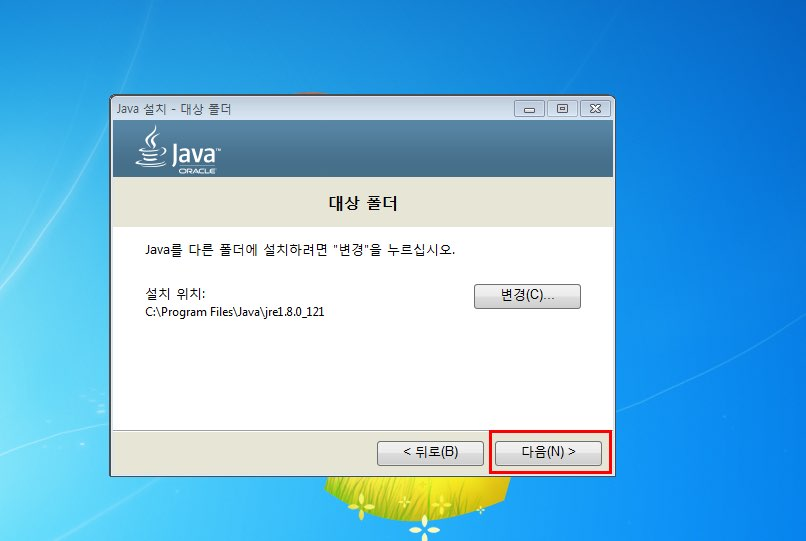 Java 설치 - 대상 폴더
Java™
ORACLE
대상 폴더
Java를 다른 폴더에 설치하려면 "변경"을 누르십시오.
설치 위치:
변경(C)...
C:\Program Files\Java\jre1.8.0_121
< 뒤로(B)
다음(N) >